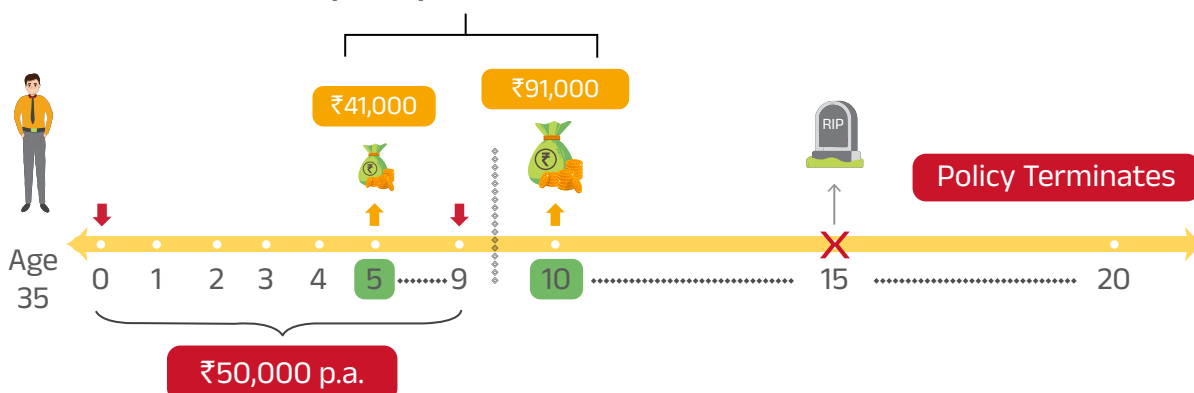 ₹41,000
₹91,000
RIP
Policy Terminates
Age
35
0 1 2 3 4 5 9 10 15 20
₹50,000 p.a.